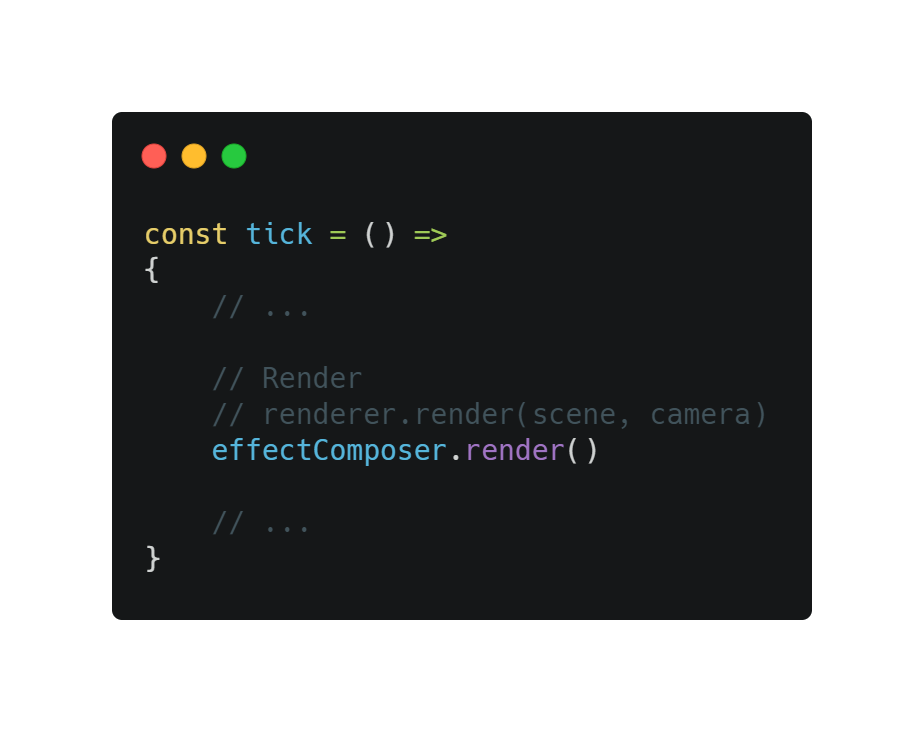 const tick = () =>
{
    // ...
    // Render
    // renderer.render(scene, camera)
    effectComposer.render()
    // ...
}